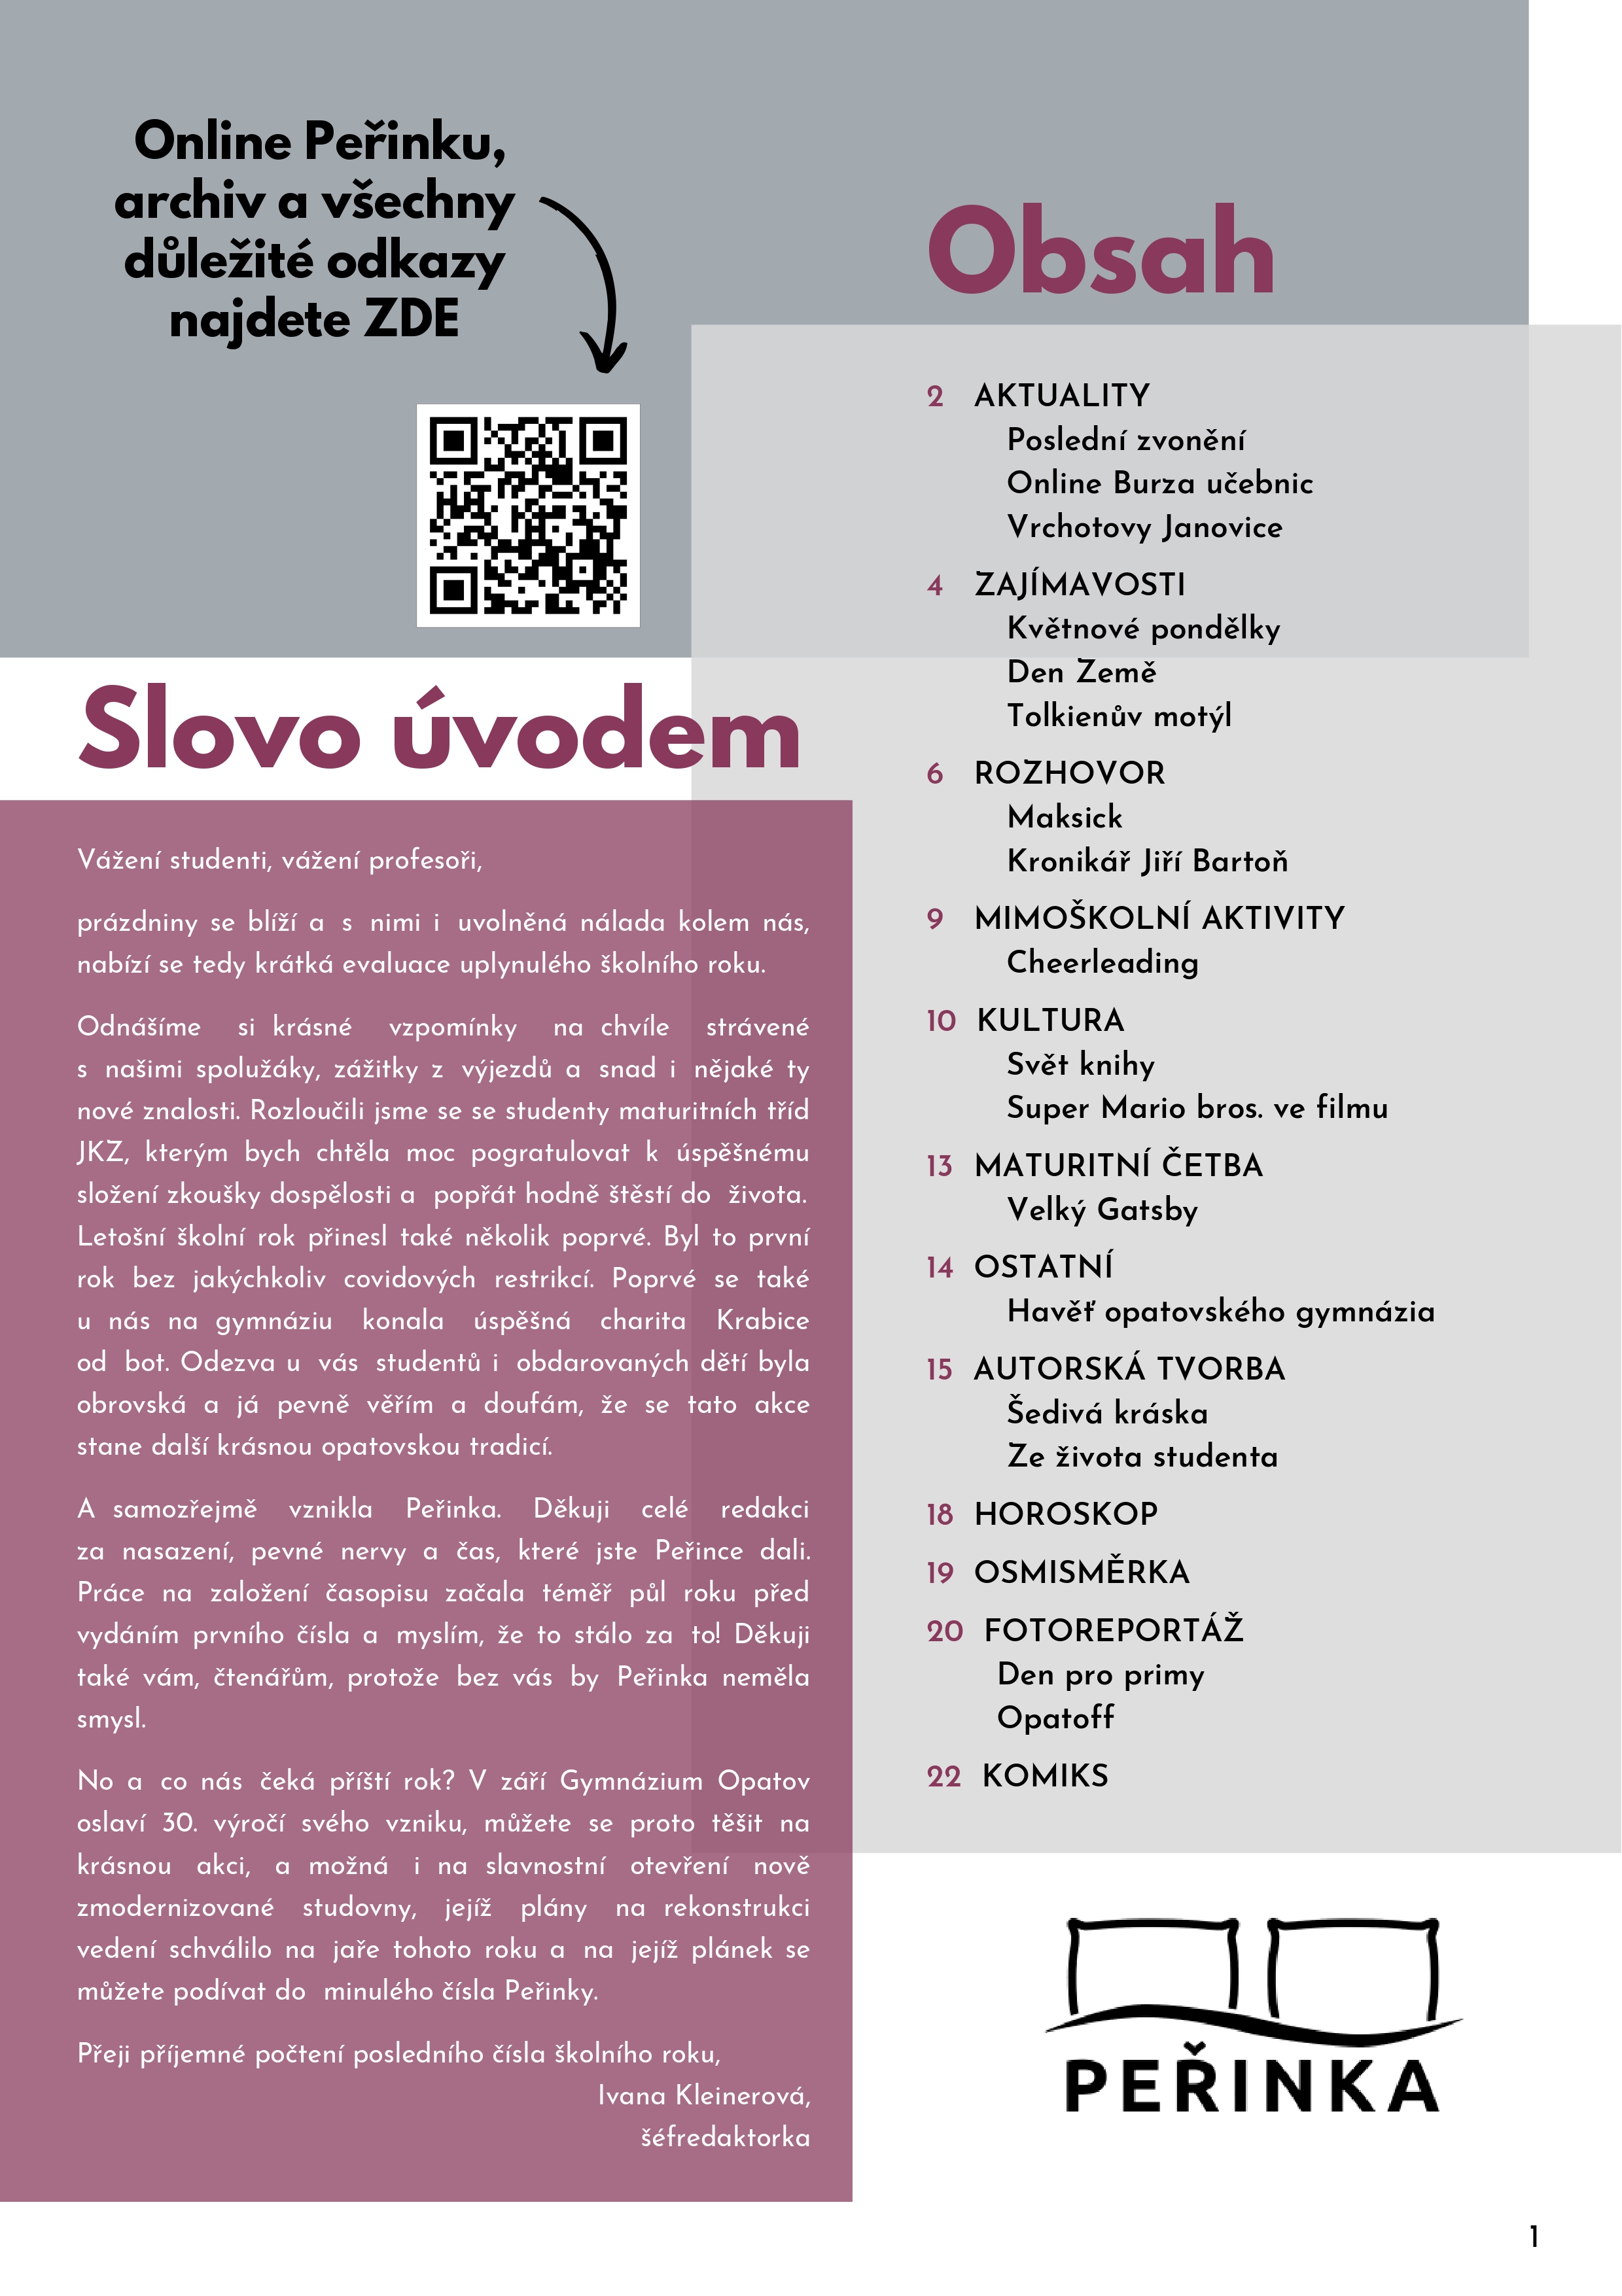 Online Peřinku,
archiv a všechny
důležité odkazy
najdete ZDE
Slovo úvodem
Vážení studenti, vážení profesoři,
prázdniny se blíží a s nimi i uvolněná nálada kolem nás,
nabízí se tedy krátká evaluace uplynulého školního roku.
Odnášíme si krásné vzpomínky na chvíle strávené
s našimi spolužáky, zážitky z výjezdů a snad i nějaké ty
nové znalosti. Rozloučili jsme se se studenty maturitních tříd
JKZ, kterým bych chtěla moc pogratulovat k úspěšnému
složení zkoušky dospělosti a popřát hodně štěstí do života.
Letošní školní rok přinesl také několik poprvé. Byl to první
rok bez jakýchkoliv covidových restrikcí. Poprvé se také
u nás na gymnáziu konala úspěšná charita Krabice
od bot. Odezva u vás studentů i obdarovaných dětí byla
obrovská a já pevně věřím a doufám, že se tato akce
stane další krásnou opatovskou tradicí.
A samozřejmě vznikla Peřinka. Děkuji celé redakci
za nasazení, pevné nervy a čas, které jste Peřince dali.
Práce na založení časopisu začala téměř půl roku před
vydáním prvního čísla a myslím, že to stálo za to! Děkuji
také vám, čtenářům, protože bez vás by Peřinka neměla
smysl.
No a co nás čeká příští rok? V září Gymnázium Opatov
oslaví 30. výročí svého vzniku, můžete se proto těšit na
krásnou akci, a možná i na slavnostní otevření nově
zmodernizované studovny, jejíž plány na rekonstrukci
vedení schválilo na jaře tohoto roku a na jejíž plánek se
můžete podívat do minulého čísla Peřinky.
Přeji příjemné počtení posledního čísla školního roku,
Ivana Kleinerová,
šéfredaktorka
Obsah
2 AKTUALITY
Poslední zvonění
Online Burza učebnic
Vrchotovy Janovice
4 ZAJÍMAVOSTI
Květnové pondělky
Den Země
Tolkienův motýl
6 ROZHOVOR
Maksick
Kronikář Jiří Bartoň
9 MIMOŠKOLNÍ AKTIVITY
Cheerleading
10 KULTURA
Svět knihy
Super Mario bros. ve filmu
13 MATURITNÍ ČETBA
Velký Gatsby
14 OSTATNÍ
Havěť opatovského gymnázia
15 AUTORSKÁ TVORBA
Šedivá kráska
Ze života studenta
18 HOROSKOP
19 OSMISMĚRKA
20 FOTOREPORTÁŽ
Den pro primy
Opatoff
22 KOMIKS
PEŘINKA
1